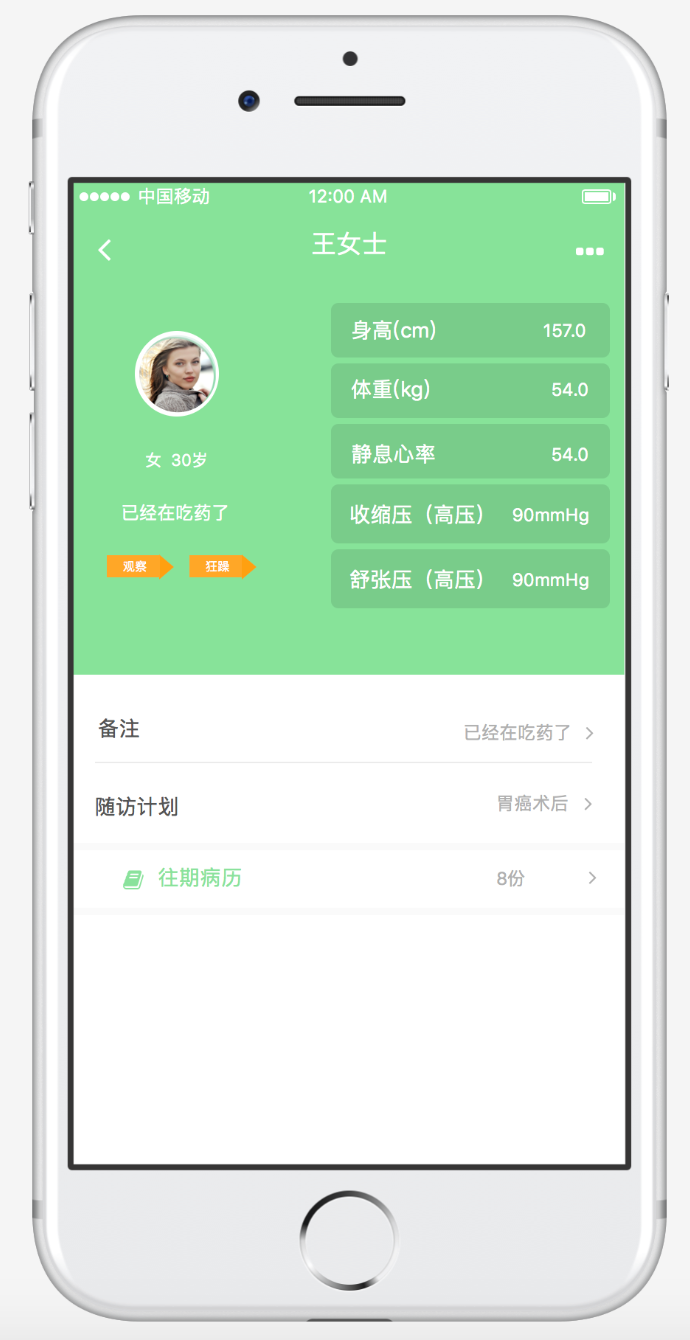 中国移动 12:00 AM
王女士
女 30岁
已经在吃药了
观察 狂躁
身高(cm) 157.0
体重(kg) 54.0
静息心率 54.0
收缩压（高压） 90mmHg
舒张压（高压） 90mmHg
备注 已经在吃药了
随访计划 胃癌术后
往期病历 8份